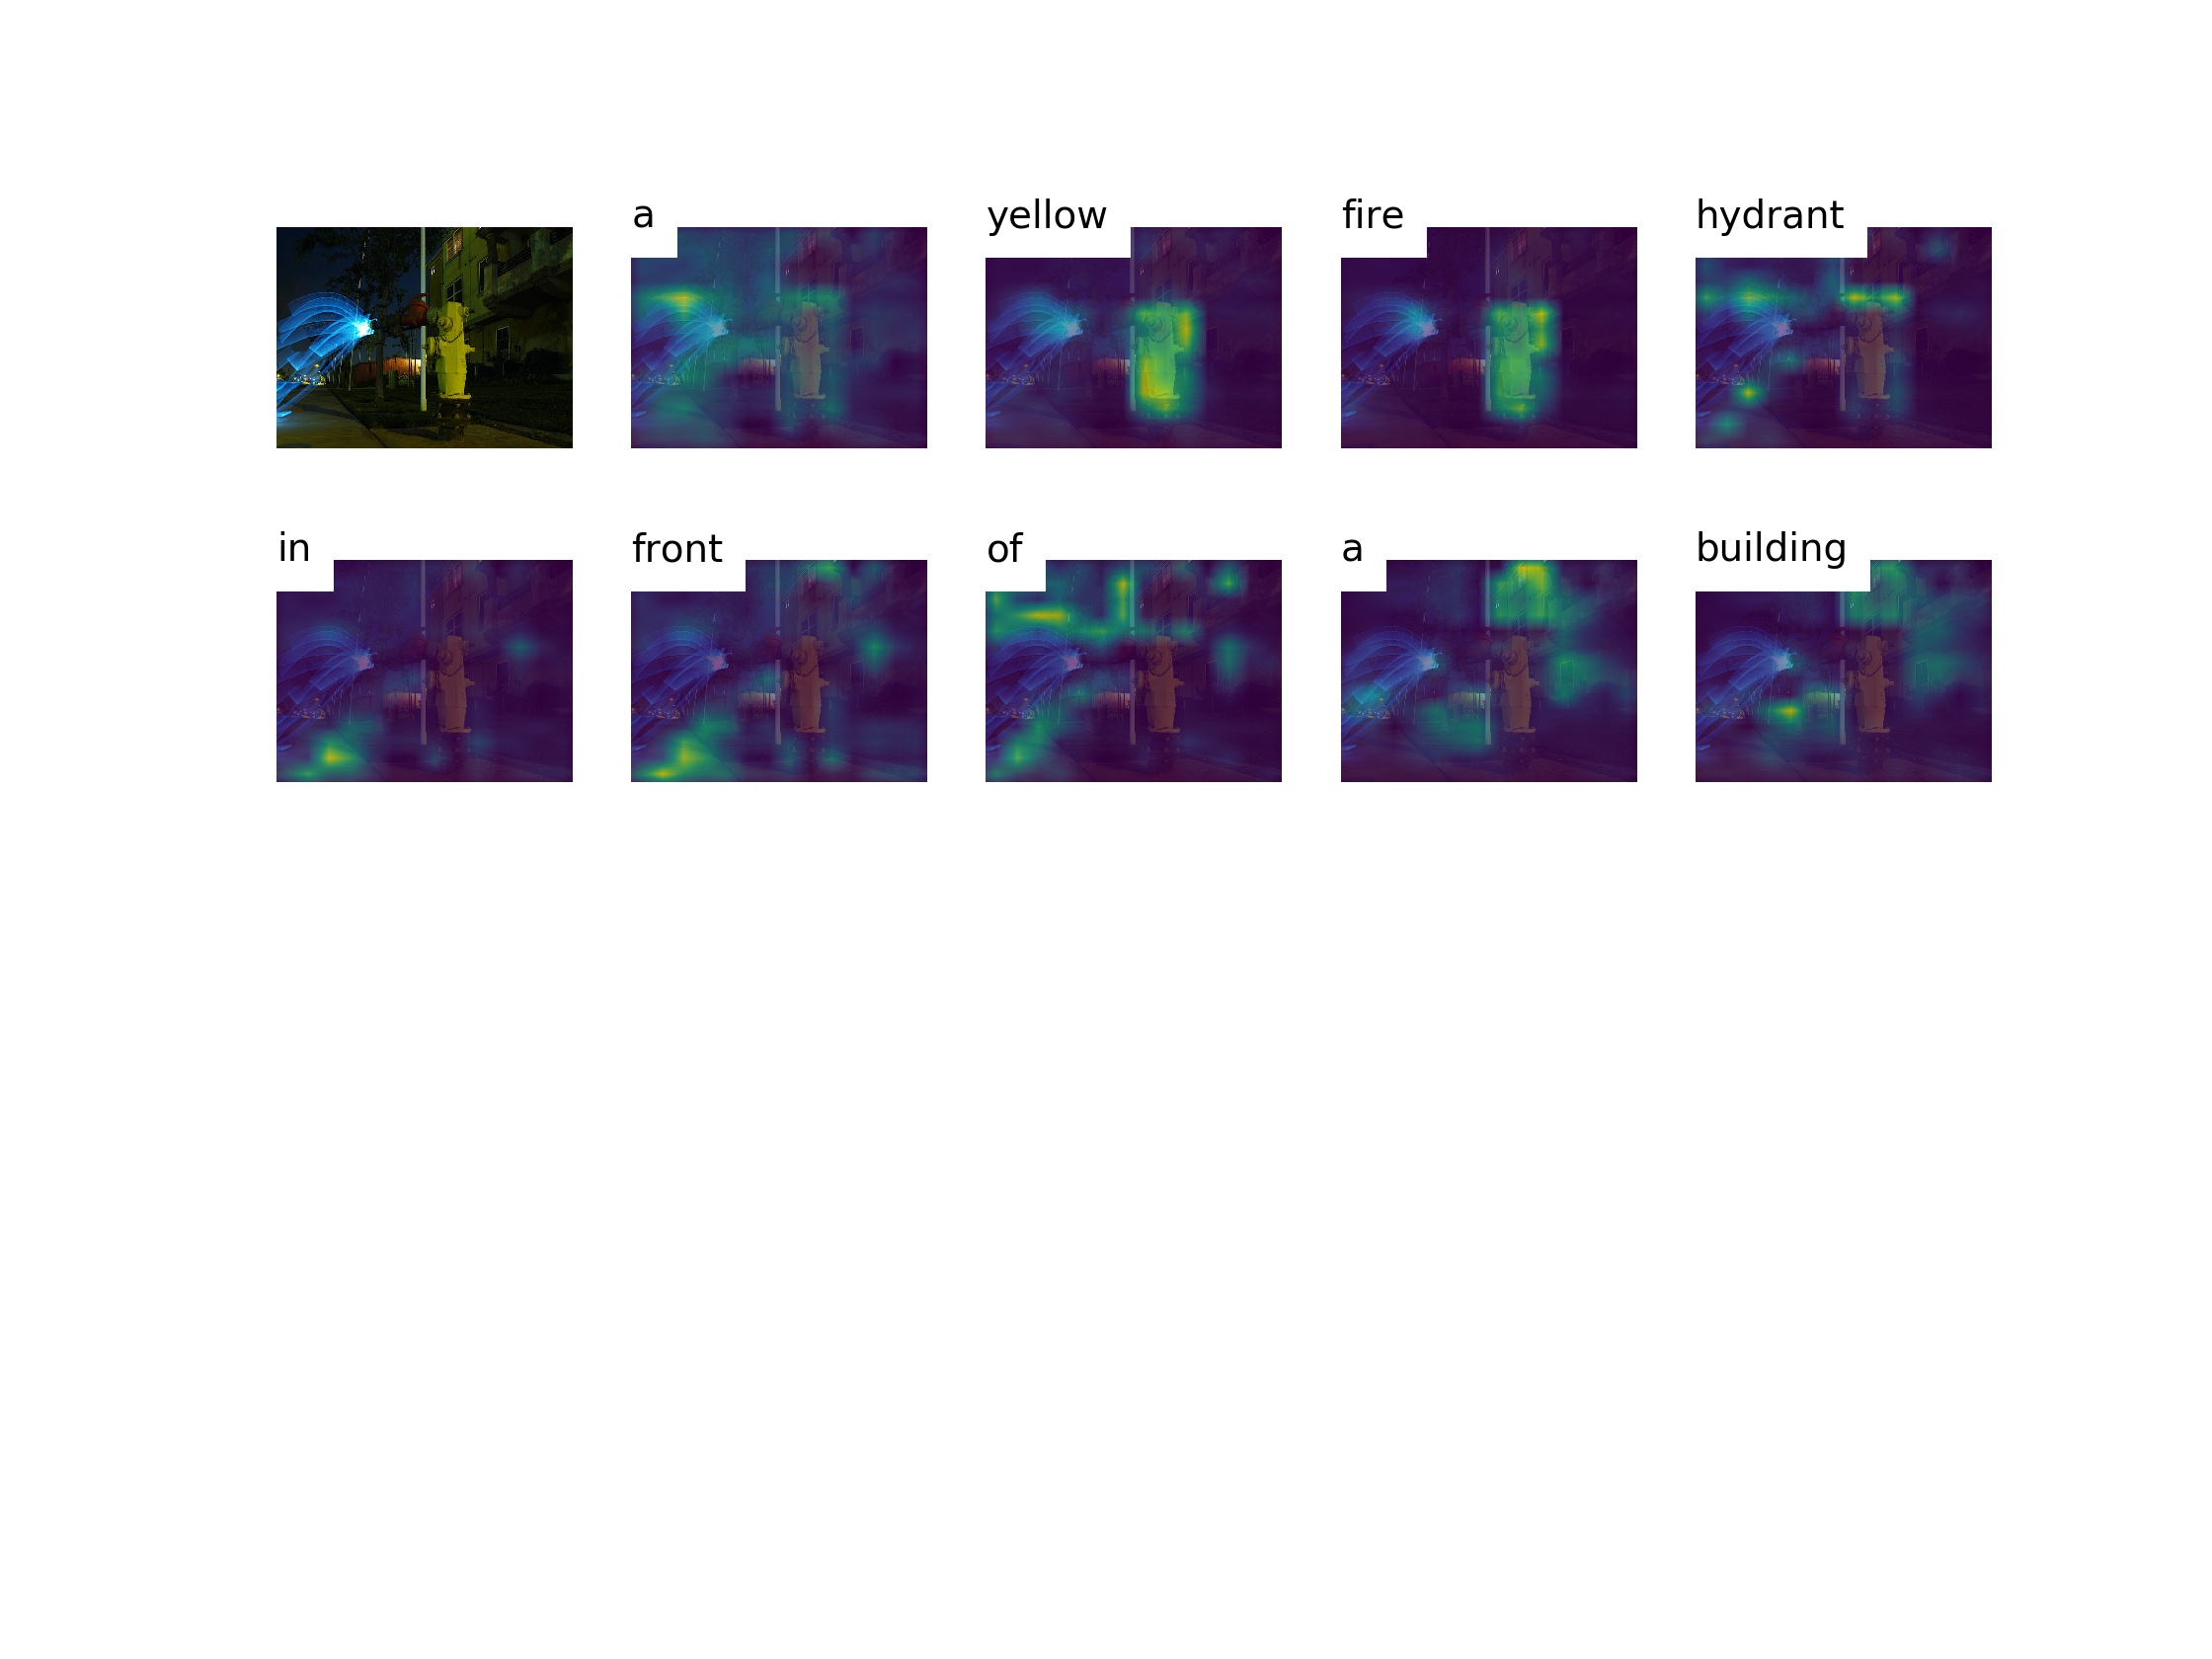 a yellow fire hydrant
in front of a building